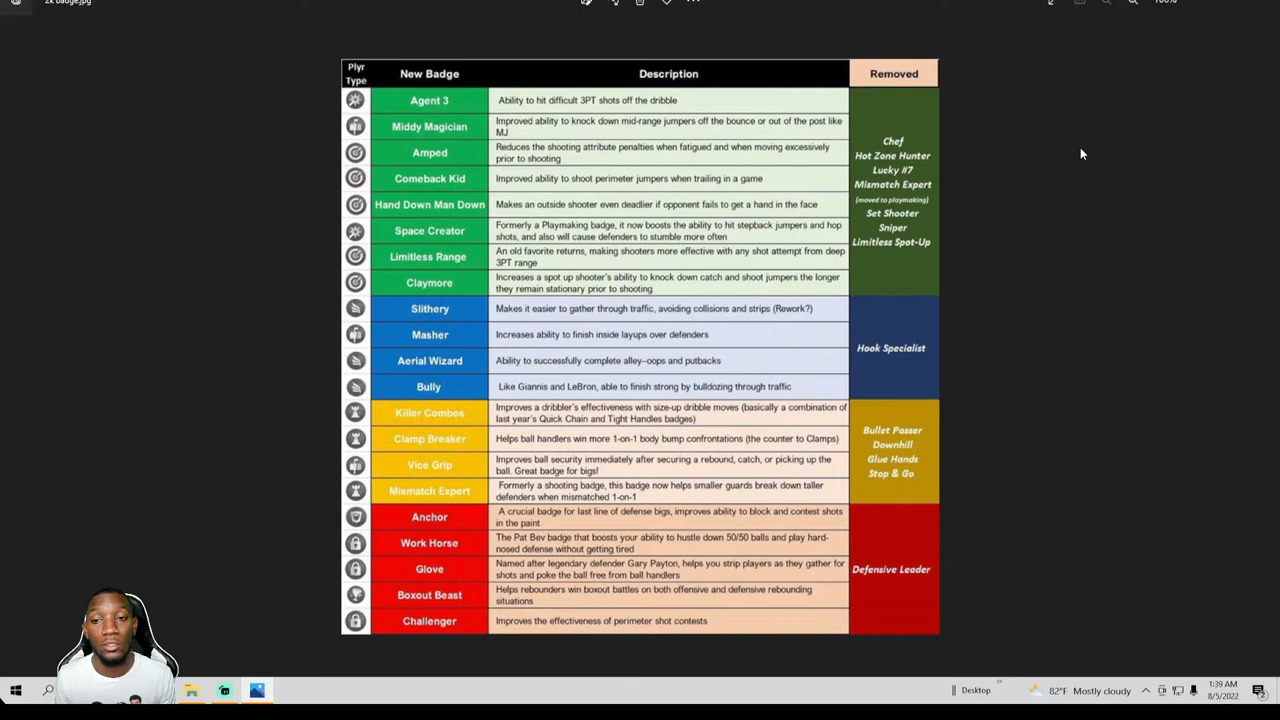 2k badge.jpg
100%
Plyr
Type
New Badge
Description
Removed
Agent 3
Ability to hit difficult 3PT shots off the dribble
Middy Magician
Improved ability to knock down mid-range jumpers off the bounce or out of the post like
MJ
Amped
Reduces the shooting attribute penalties when fatigued and when moving excessively
prior to shooting
Comeback Kid
Improved ability to shoot perimeter jumpers when trailing in a game
Hand Down Man Down
Makes an outside shooter even deadlier if opponent fails to get a hand in the face
Space Creator
Formerly a Playmaking badge, it now boosts the ability to hit stepback jumpers and hop
shots, and also will cause defenders to stumble more often
Limitless Range
An old favorite returns, making shooters more effective with any shot attempt from deep
3PT range
Claymore
Increases a spot up shooter's ability to knock down catch and shoot jumpers the longer
they remain stationary prior to shooting
Chef
Hot Zone Hunter
Lucky #7
Mismatch Expert
(moved to playmaking)
Set Shooter
Sniper
Limitless Spot-Up
Slithery
Makes it easier to gather through traffic, avoiding collisions and strips (Rework?)
Masher
Increases ability to finish inside layups over defenders
Aerial Wizard
Ability to successfully complete alley-oops and putbacks
Bully
Like Giannis and LeBron, able to finish strong by bulldozing through traffic
Hook Specialist
Killer Combos
Improves a dribbler's effectiveness with size-up dribble moves (basically a combination of
last year's Quick Chain and Tight Handles badges)
Clamp Breaker
Helps ball handlers win more 1-on-1 body bump confrontations (the counter to Clamps)
Vice Grip
Improves ball security immediately after securing a rebound, catch, or picking up the
ball. Great badge for bigs!
Mismatch Expert
Formerly a shooting badge, this badge now helps smaller guards break down taller
defenders when mismatched 1-on-1
Bullet Passer
Downhill
Glue Hands
Stop & Go
Anchor
A crucial badge for last line of defense bigs, improves ability to block and contest shots
in the paint
Work Horse
The Pat Bev badge that boosts your ability to hustle down 50/50 balls and play hard-
nosed defense without getting tired
Glove
Named after legendary defender Gary Payton, helps you strip players as they gather for
shots and poke the ball free from ball handlers
Boxout Beast
Helps rebounders win boxout battles on both offensive and defensive rebounding
situations
Challenger
Improves the effectiveness of perimeter shot contests
Defensive Leader
Desktop
82°F Mostly cloudy
1:39 AM
8/5/2022
2